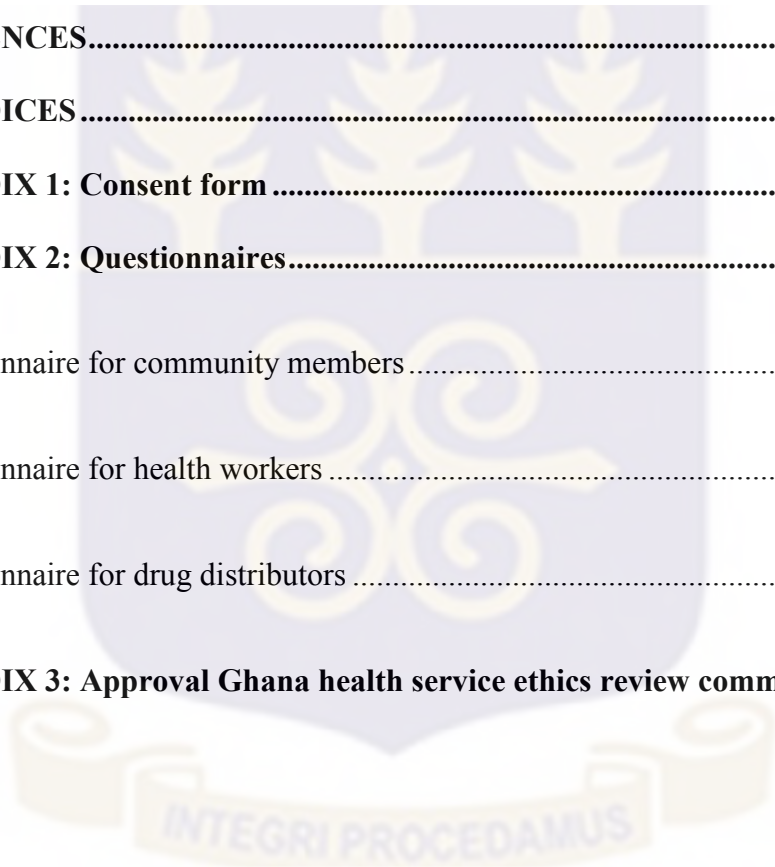 NCES..............................................................................................
ICES...............................................................................................
IX 1: Consent form.....................................................................
IX 2: Questionnaires...................................................................
nnaire for community members....................................................
nnaire for health workers..............................................................
nnaire for drug distributors...........................................................
IX 3: Approval Ghana health service ethics review comm
INTEGRI PROCEDAMUS